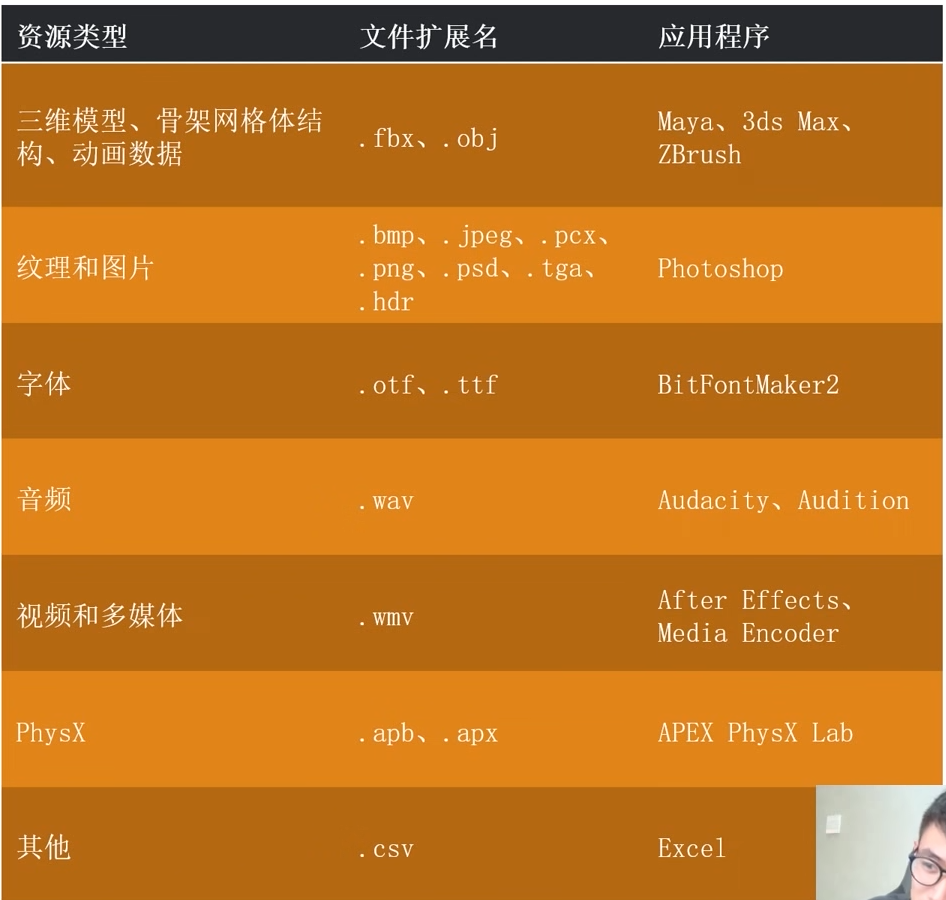 资源类型 文件扩展名 应用程序
三维模型、骨架网格体结
构、动画数据
.fbx、.obj
Maya、3ds Max、
ZBrush
纹理和图片
.bmp、.jpeg、.pcx、
.png、.psd、.tga、
.hdr
Photoshop
字体 .otf、.ttf BitFontMaker2
音频 .wav Audacity、Audition
视频和多媒体
.wmv
After Effects、
Media Encoder
PhysX .apb、.apx APEX PhysX Lab
其他 .csv Excel